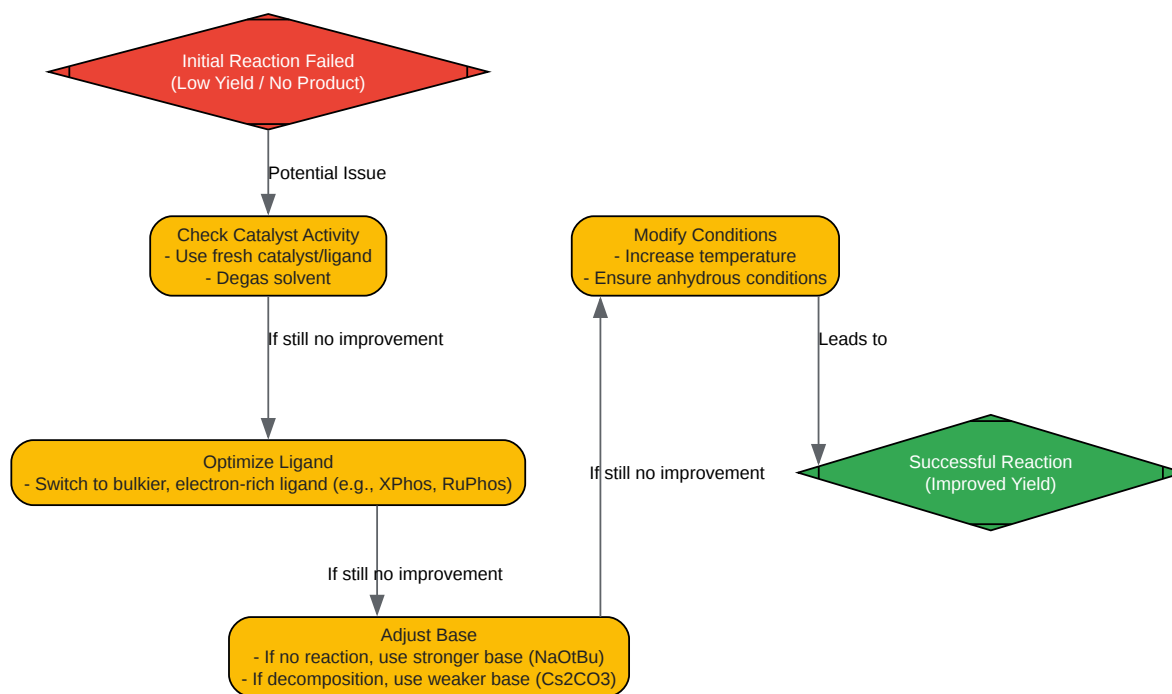 Initial Reaction Failed
(Low Yield / No Product)
Potential Issue
Check Catalyst Activity
- Use fresh catalyst/ligand
- Degas solvent
If still no improvement
Optimize Ligand
- Switch to bulkier, electron-rich ligand (e.g., XPhos, RuPhos)
If still no improvement
Adjust Base
- If no reaction, use stronger base (NaOtBu)
- If decomposition, use weaker base (Cs2CO3)
If still no improvement
Modify Conditions
- Increase temperature
- Ensure anhydrous conditions
Leads to
Successful Reaction
(Improved Yield)